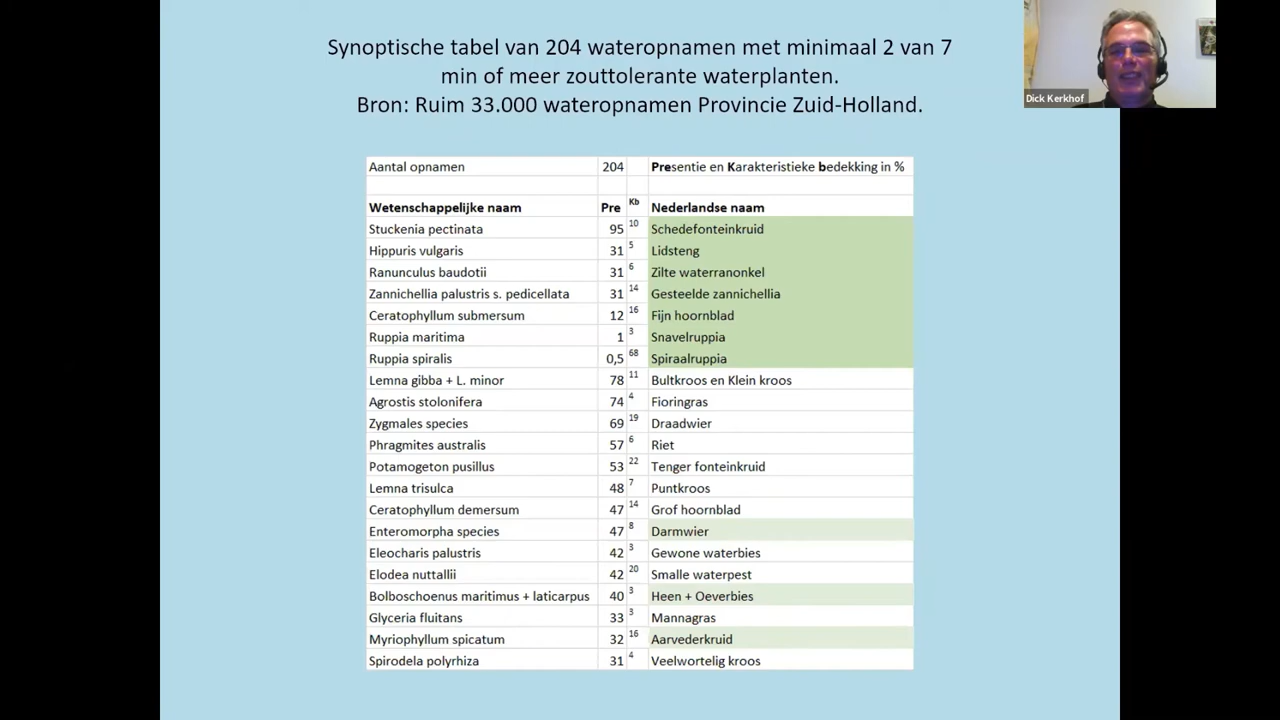 Synoptische tabel van 204 wateropnamen met minimaal 2 van 7
min of meer zouttolerante waterplanten.
Bron: Ruim 33.000 wateropnamen Provincie Zuid-Holland.
Dick Kerkhof
Aantal opnamen 204 Presentie en Karakteristieke bedekking in %
Wetenschappelijke naam Pre Kb Nederlandse naam
Stuckenia pectinata 95 10 Schedefonteinkruid
Hippuris vulgaris 31 5 Lidsteng
Ranunculus baudotii 31 6 Zilte waterranonkel
Zannichellia palustris s. pedicellata 31 14 Gesteelde zannichellia
Ceratophyllum submersum 12 16 Fijn hoornblad
Ruppia maritima 1 3 Snavelruppia
Ruppia spiralis 0,5 68 Spiraalruppia
Lemna gibba + L. minor 78 11 Bultkroos en Klein kroos
Agrostis stolonifera 74 4 Fioringras
Zygmales species 69 19 Draadwier
Phragmites australis 57 6 Riet
Potamogeton pusillus 53 22 Tenger fonteinkruid
Lemna trisulca 48 7 Puntkroos
Ceratophyllum demersum 47 14 Grof hoornblad
Enteromorpha species 47 8 Darmwier
Eleocharis palustris 42 3 Gewone waterbies
Elodea nuttallii 42 20 Smalle waterpest
Bolboschoenus maritimus + laticarpus 40 3 Heen + Oeverbies
Glyceria fluitans 33 3 Mannagras
Myriophyllum spicatum 32 16 Aarvederkruid
Spirodela polyrhiza 31 4 Veelwortelig kroos